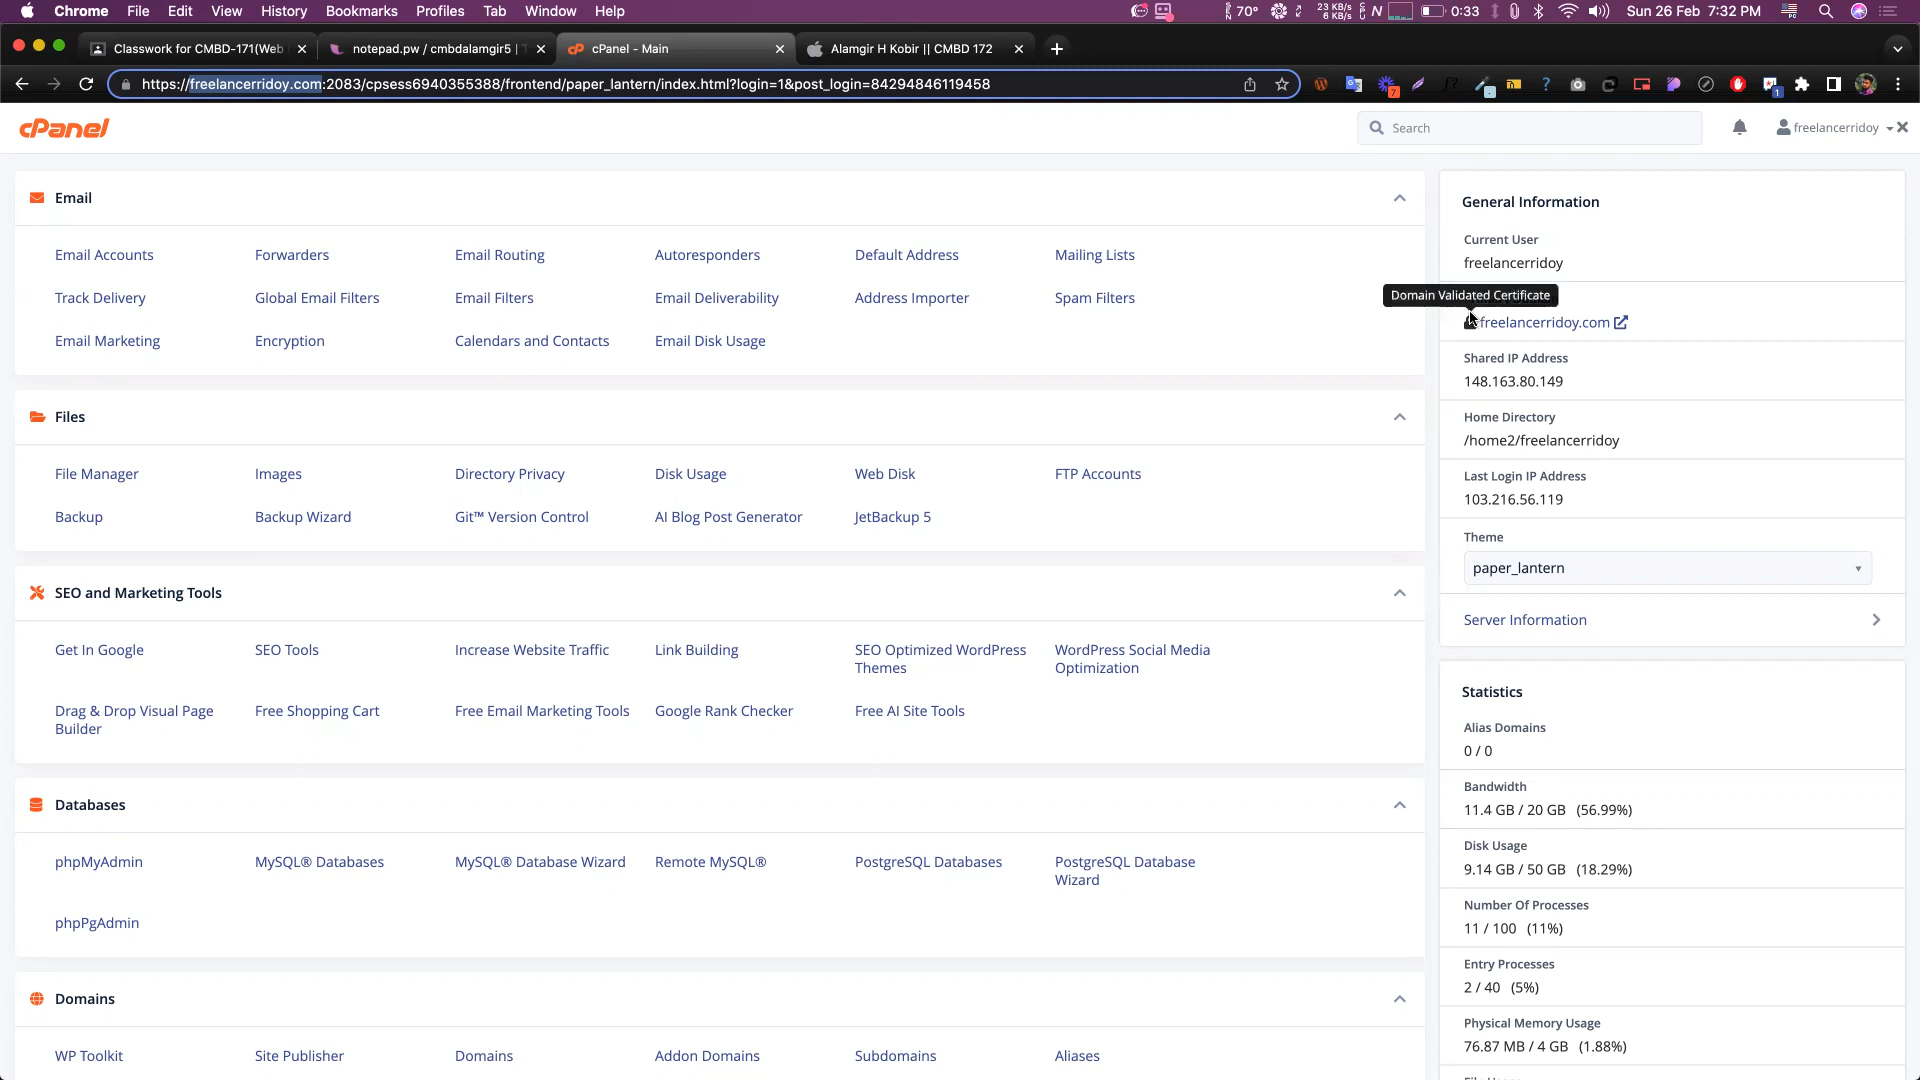 Chrome File Edit View History Bookmarks Profiles Tab Window Help
70° 23 KB/s 6 KB/s N 0:33 Sun 26 Feb 7:32 PM
Classwork for CMBD-171(Web
notepad.pw / cmbdalamgir5 |
cPanel - Main
Alamgir H Kobir || CMBD 172
https://freelancerridoy.com:2083/cpsess6940355388/frontend/paper_lantern/index.html?login=1&post_login=84294846119458
cPanel
Search
freelancerridoy
Email
Email Accounts Forwarders Email Routing Autoresponders Default Address Mailing Lists
Track Delivery Global Email Filters Email Filters Email Deliverability Address Importer Spam Filters
Email Marketing Encryption Calendars and Contacts Email Disk Usage
Files
File Manager Images Directory Privacy Disk Usage Web Disk FTP Accounts
Backup Backup Wizard Git™ Version Control AI Blog Post Generator JetBackup 5
SEO and Marketing Tools
Get In Google SEO Tools Increase Website Traffic Link Building SEO Optimized WordPress Themes WordPress Social Media Optimization
Drag & Drop Visual Page Builder Free Shopping Cart Free Email Marketing Tools Google Rank Checker Free AI Site Tools
Databases
phpMyAdmin MySQL® Databases MySQL® Database Wizard Remote MySQL® PostgreSQL Databases PostgreSQL Database Wizard
phpPgAdmin
Domains
WP Toolkit Site Publisher Domains Addon Domains Subdomains Aliases
General Information
Current User
freelancerridoy
Domain Validated Certificate
freelancerridoy.com
Shared IP Address
148.163.80.149
Home Directory
/home2/freelancerridoy
Last Login IP Address
103.216.56.119
Theme
paper_lantern
Server Information
Statistics
Alias Domains
0 / 0
Bandwidth
11.4 GB / 20 GB (56.99%)
Disk Usage
9.14 GB / 50 GB (18.29%)
Number Of Processes
11 / 100 (11%)
Entry Processes
2 / 40 (5%)
Physical Memory Usage
76.87 MB / 4 GB (1.88%)